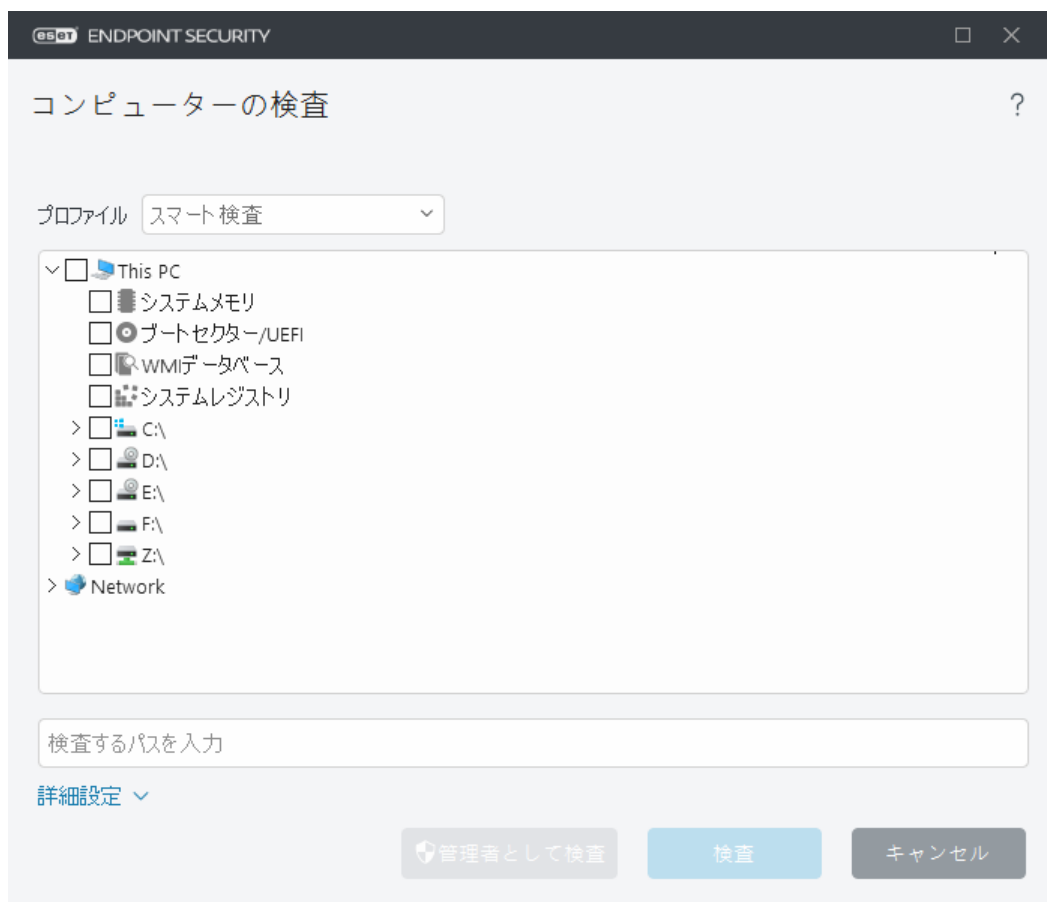 eset ENDPOINT SECURITY
コンピューターの検査
?
プロファイル スマート検査
This PC
システムメモリ
ブートセクター/UEFI
WMIデータベース
システムレジストリ
C:\
D:\
E:\
F:\
Z:\
Network
検査するパスを入力
詳細設定
管理者として検査 検査 キャンセル